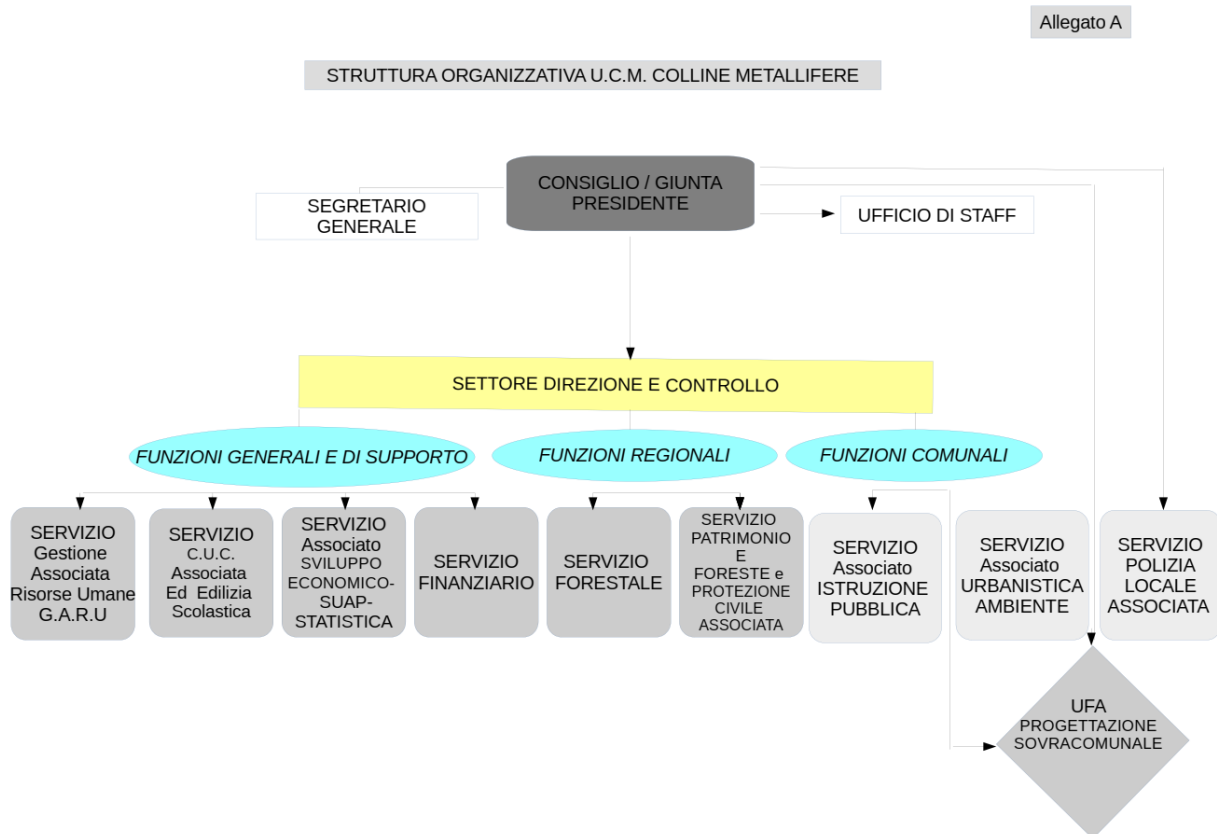 Allegato A
STRUTTURA ORGANIZZATIVA U.C.M. COLLINE METALLIFERE
CONSIGLIO / GIUNTA
PRESIDENTE
SEGRETARIO
GENERALE
UFFICIO DI STAFF
SETTORE DIREZIONE E CONTROLLO
FUNZIONI GENERALI E DI SUPPORTO
FUNZIONI REGIONALI
FUNZIONI COMUNALI
SERVIZIO
Gestione
Associata
Risorse Umane
G.A.R.U
SERVIZIO
C.U.C.
Associata
Ed Edilizia
Scolastica
SERVIZIO
Associato
SVILUPPO
ECONOMICO-
SUAP-
STATISTICA
SERVIZIO
FINANZIARIO
SERVIZIO
FORESTALE
SERVIZIO
PATRIMONIO
E
FORESTE e
PROTEZIONE
CIVILE
ASSOCIATA
SERVIZIO
Associato
ISTRUZIONE
PUBBLICA
SERVIZIO
Associato
URBANISTICA
AMBIENTE
SERVIZIO
POLIZIA
LOCALE
ASSOCIATA
UFA
PROGETTAZIONE
SOVRACOMUNALE